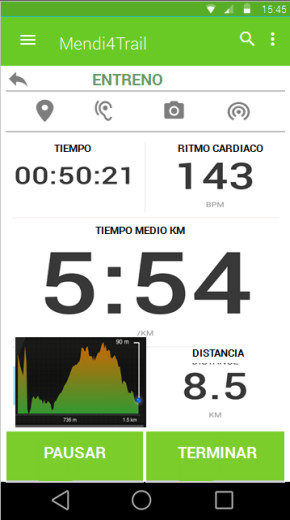 15:45
Mendi4Trail
ENTRENO
TIEMPO
RITMO CARDIACO
00:50:21
143
BPM
TIEMPO MEDIO KM
5:54
/KM
90 m
738 m
1,5 km
DISTANCIA
DISTANCE
8.5
KM
PAUSAR
TERMINAR